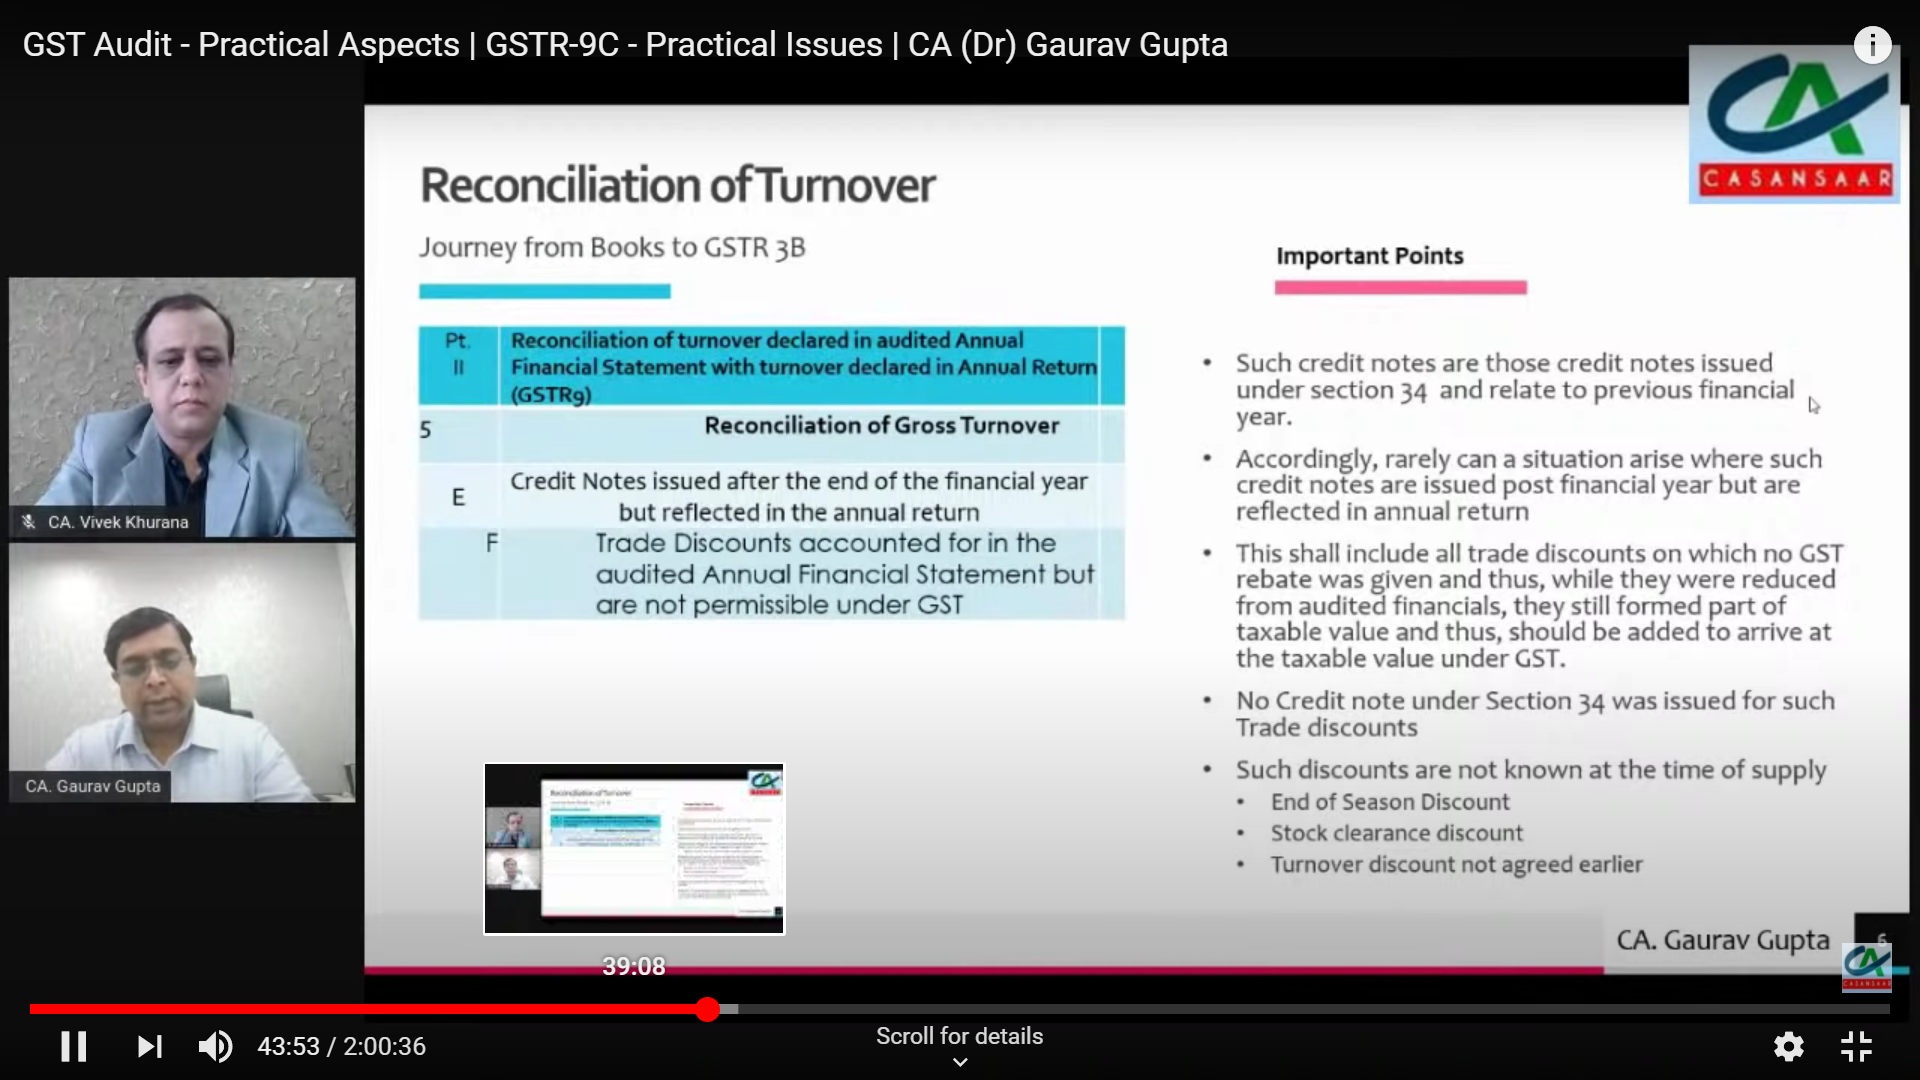 GST Audit - Practical Aspects | GSTR-9C - Practical Issues | CA (Dr) Gaurav Gupta
CASANSAAR
Reconciliation of Turnover
Journey from Books to GSTR 3B
Pt. II
Reconciliation of turnover declared in audited Annual
Financial Statement with turnover declared in Annual Return
(GSTR9)
5 Reconciliation of Gross Turnover
E Credit Notes issued after the end of the financial year
but reflected in the annual return
F Trade Discounts accounted for in the
audited Annual Financial Statement but
are not permissible under GST
Important Points
• Such credit notes are those credit notes issued
under section 34 and relate to previous financial
year.
• Accordingly, rarely can a situation arise where such
credit notes are issued post financial year but are
reflected in annual return
• This shall include all trade discounts on which no GST
rebate was given and thus, while they were reduced
from audited financials, they still formed part of
taxable value and thus, should be added to arrive at
the taxable value under GST.
• No Credit note under Section 34 was issued for such
Trade discounts
• Such discounts are not known at the time of supply
• End of Season Discount
• Stock clearance discount
• Turnover discount not agreed earlier
CA. Vivek Khurana
CA. Gaurav Gupta
Reconciliation of Turnover
CA. Gaurav Gupta
6
CASANSAAR
39:08
43:53 / 2:00:36
Scroll for details